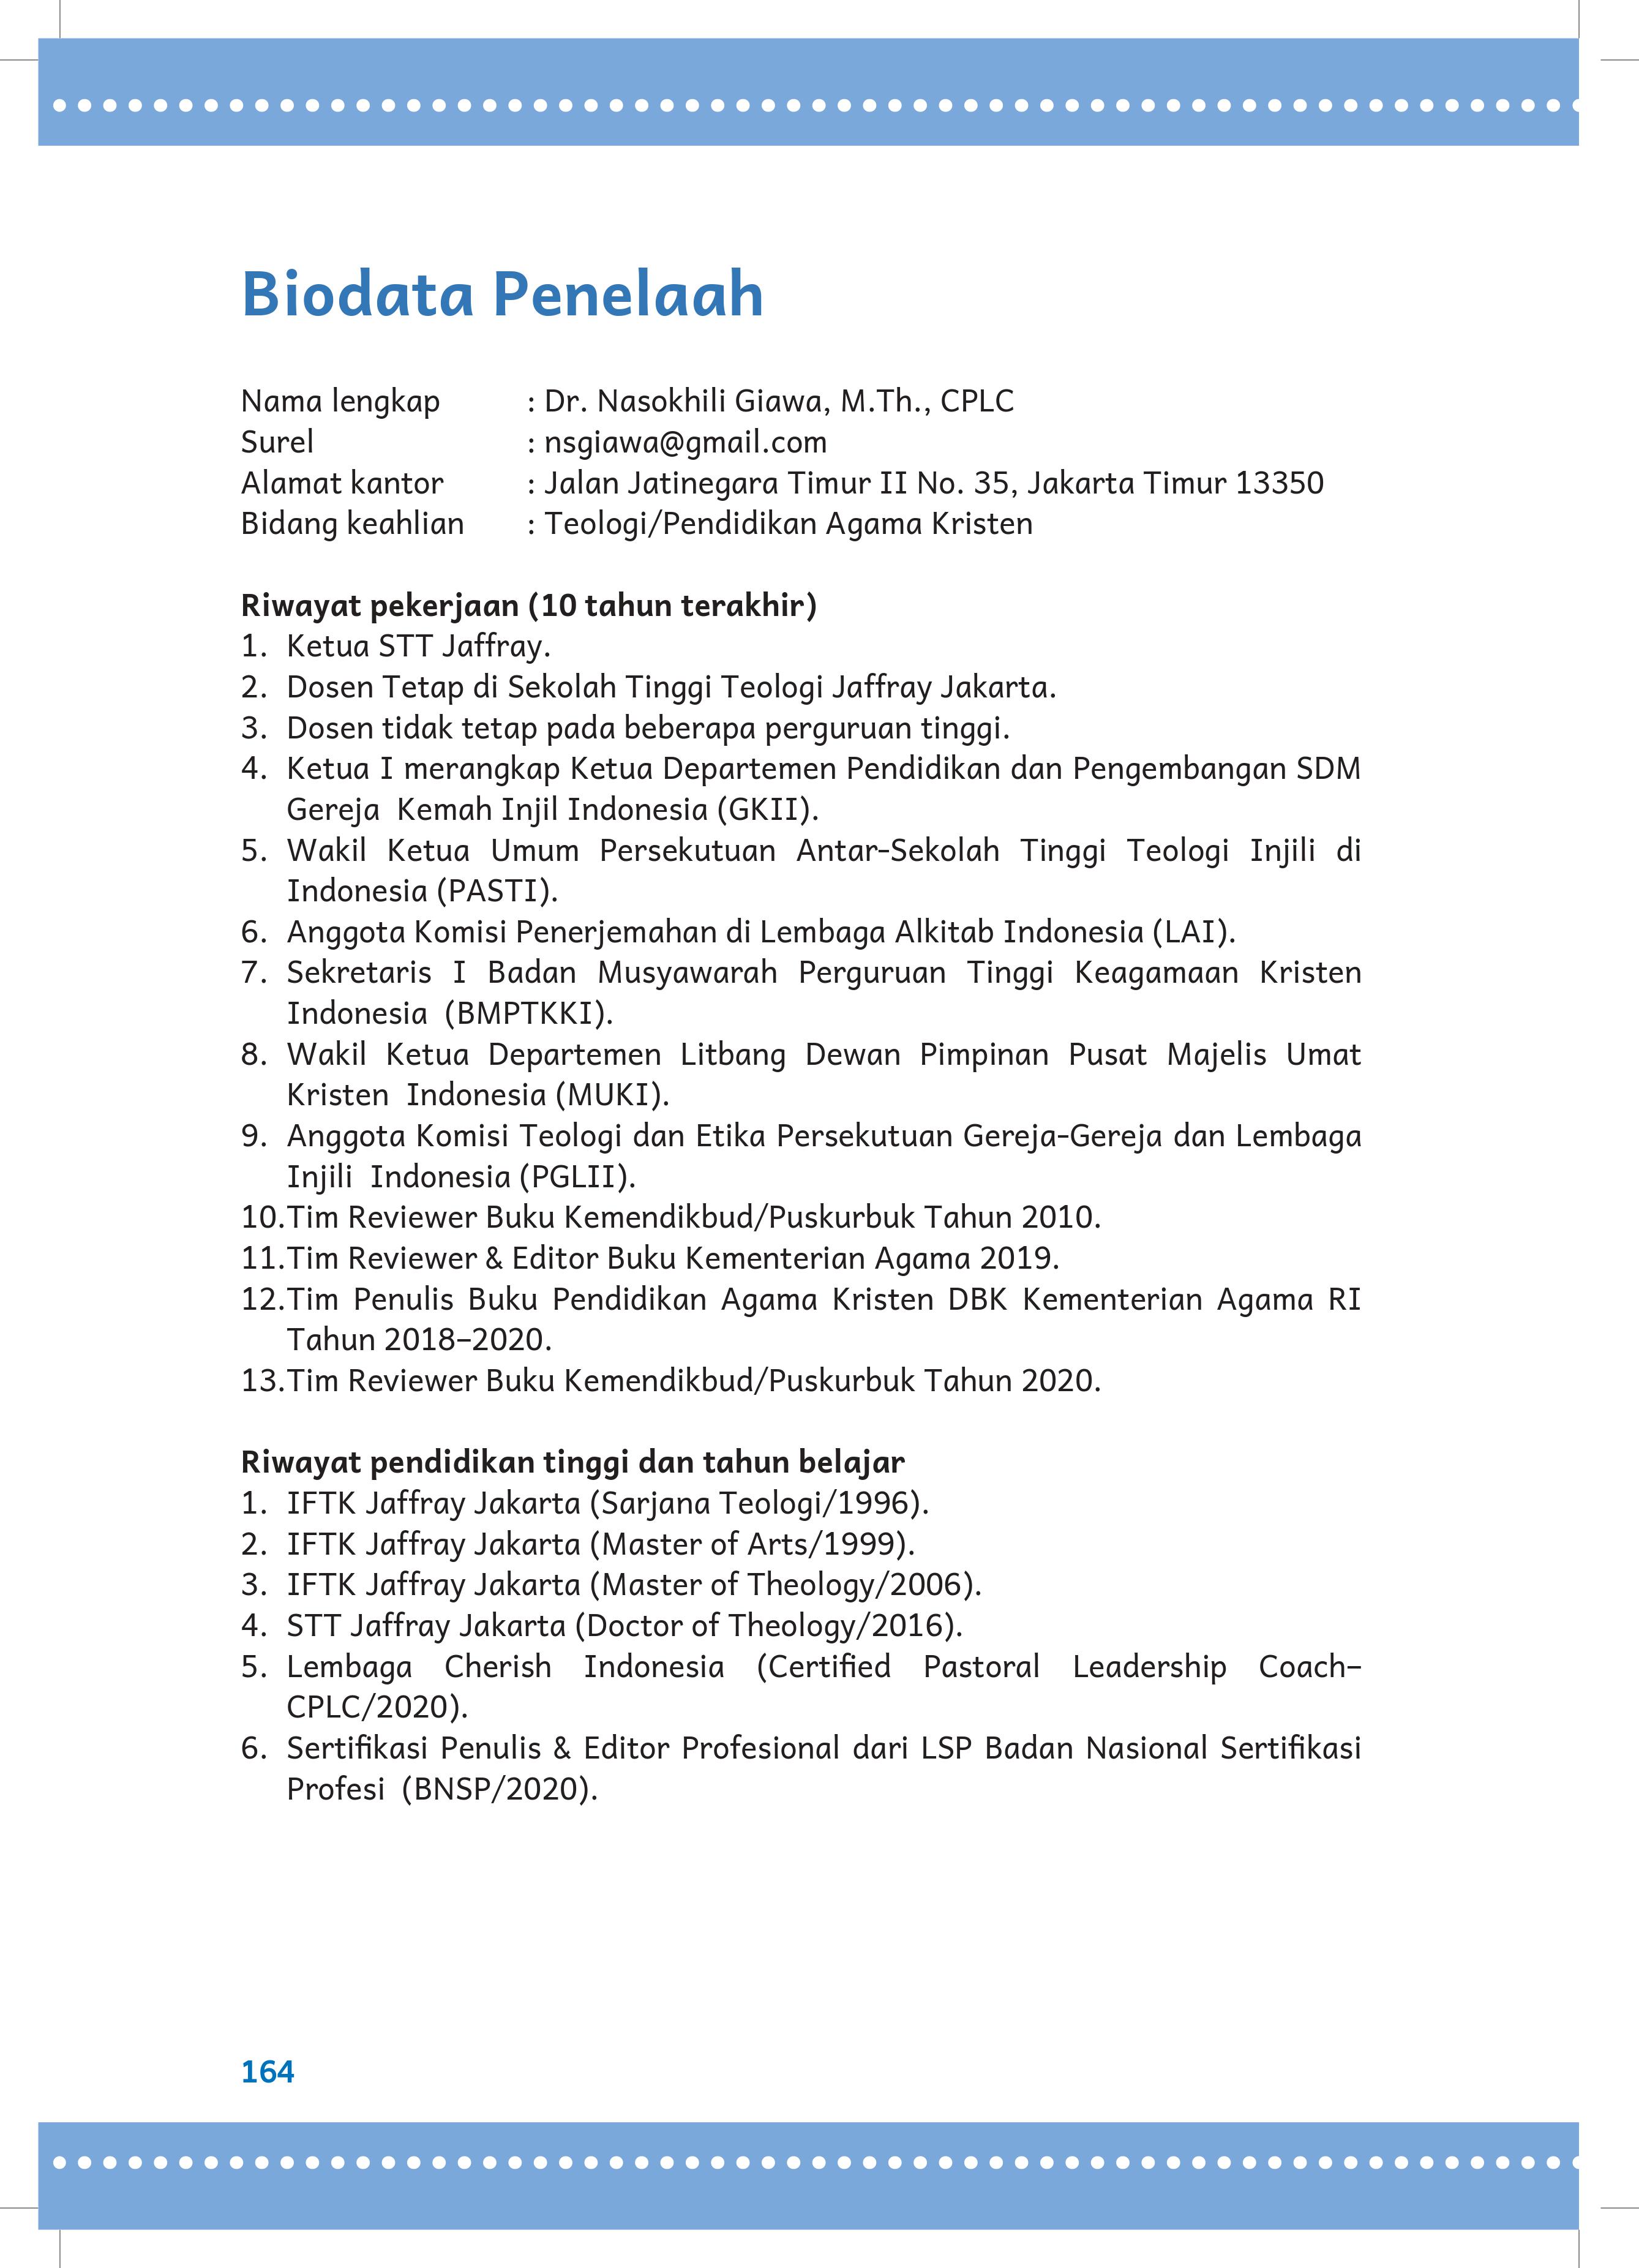 Biodata Penelaah
Nama lengkap : Dr. Nasokhili Giawa, M.Th., CPLC
Surel : nsgiawa@gmail.com
Alamat kantor : Jalan Jatinegara Timur II No. 35, Jakarta Timur 13350
Bidang keahlian : Teologi/Pendidikan Agama Kristen
Riwayat pekerjaan (10 tahun terakhir)
1. Ketua STT Jaffray.
2. Dosen Tetap di Sekolah Tinggi Teologi Jaffray Jakarta.
3. Dosen tidak tetap pada beberapa perguruan tinggi.
4. Ketua I merangkap Ketua Departemen Pendidikan dan Pengembangan SDM
Gereja Kemah Injil Indonesia (GKII).
5. Wakil Ketua Umum Persekutuan Antar-Sekolah Tinggi Teologi Injili di
Indonesia (PASTI).
6. Anggota Komisi Penerjemahan di Lembaga Alkitab Indonesia (LAI).
7. Sekretaris I Badan Musyawarah Perguruan Tinggi Keagamaan Kristen
Indonesia (BMPTKKI).
8. Wakil Ketua Departemen Litbang Dewan Pimpinan Pusat Majelis Umat
Kristen Indonesia (MUKI).
9. Anggota Komisi Teologi dan Etika Persekutuan Gereja-Gereja dan Lembaga
Injili Indonesia (PGLII).
10.Tim Reviewer Buku Kemendikbud/Puskurbuk Tahun 2010.
11.Tim Reviewer & Editor Buku Kementerian Agama 2019.
12.Tim Penulis Buku Pendidikan Agama Kristen DBK Kementerian Agama RI
Tahun 2018–2020.
13.Tim Reviewer Buku Kemendikbud/Puskurbuk Tahun 2020.
Riwayat pendidikan tinggi dan tahun belajar
1. IFTK Jaffray Jakarta (Sarjana Teologi/1996).
2. IFTK Jaffray Jakarta (Master of Arts/1999).
3. IFTK Jaffray Jakarta (Master of Theology/2006).
4. STT Jaffray Jakarta (Doctor of Theology/2016).
5. Lembaga Cherish Indonesia (Certified Pastoral Leadership Coach–
CPLC/2020).
6. Sertifikasi Penulis & Editor Profesional dari LSP Badan Nasional Sertifikasi
Profesi (BNSP/2020).
164